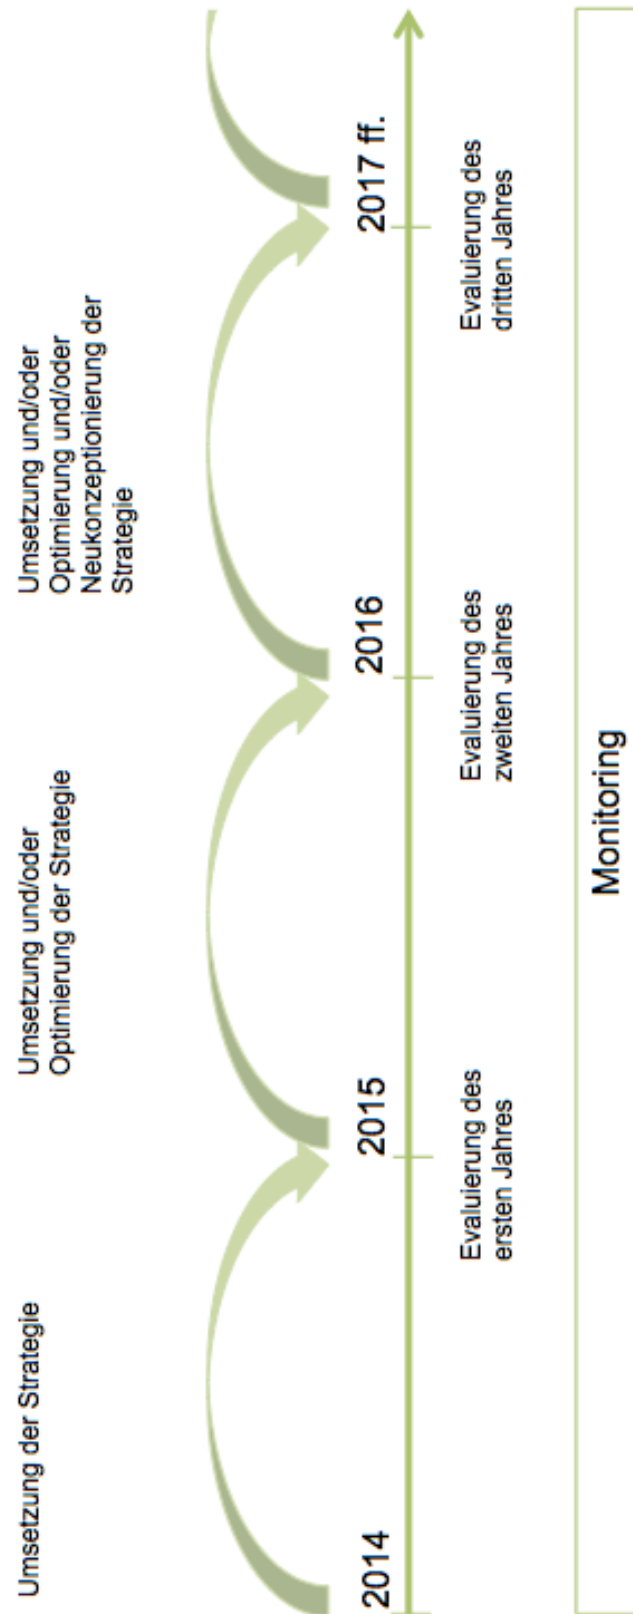 Umsetzung der Strategie
Umsetzung und/oder
Optimierung der Strategie
Umsetzung und/oder
Optimierung und/oder
Neukonzeptionierung der
Strategie
2014
2015
2016
2017 ff.
Evaluierung des
ersten Jahres
Evaluierung des
zweiten Jahres
Evaluierung des
dritten Jahres
Monitoring